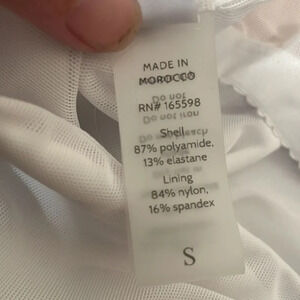 MADE IN
MOROCCO
RN# 165598
Shell
87% polyamide,
13% elastane
Lining
84% nylon,
16% spandex
S